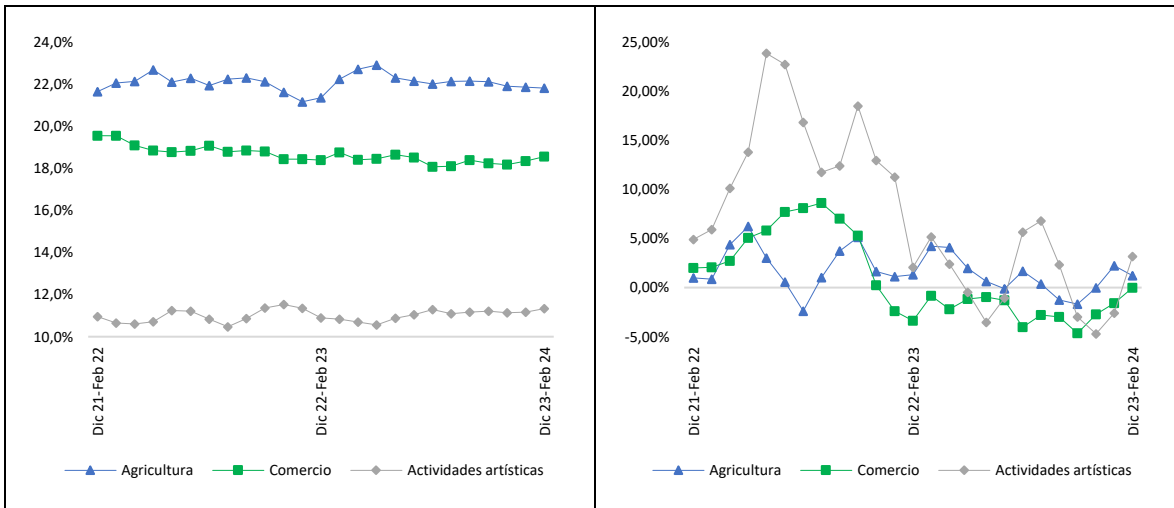 24,0%
22,0%
20,0%
18,0%
16,0%
14,0%
12,0%
10,0%
Dic 21-Feb 22
Dic 22-Feb 23
Dic 23-Feb 24
Agricultura Comercio Actividades artísticas
25,00%
20,00%
15,00%
10,00%
5,00%
0,00%
-5,00%
Dic 21-Feb 22
Dic 22-Feb 23
Dic 23-Feb 24
Agricultura Comercio Actividades artísticas